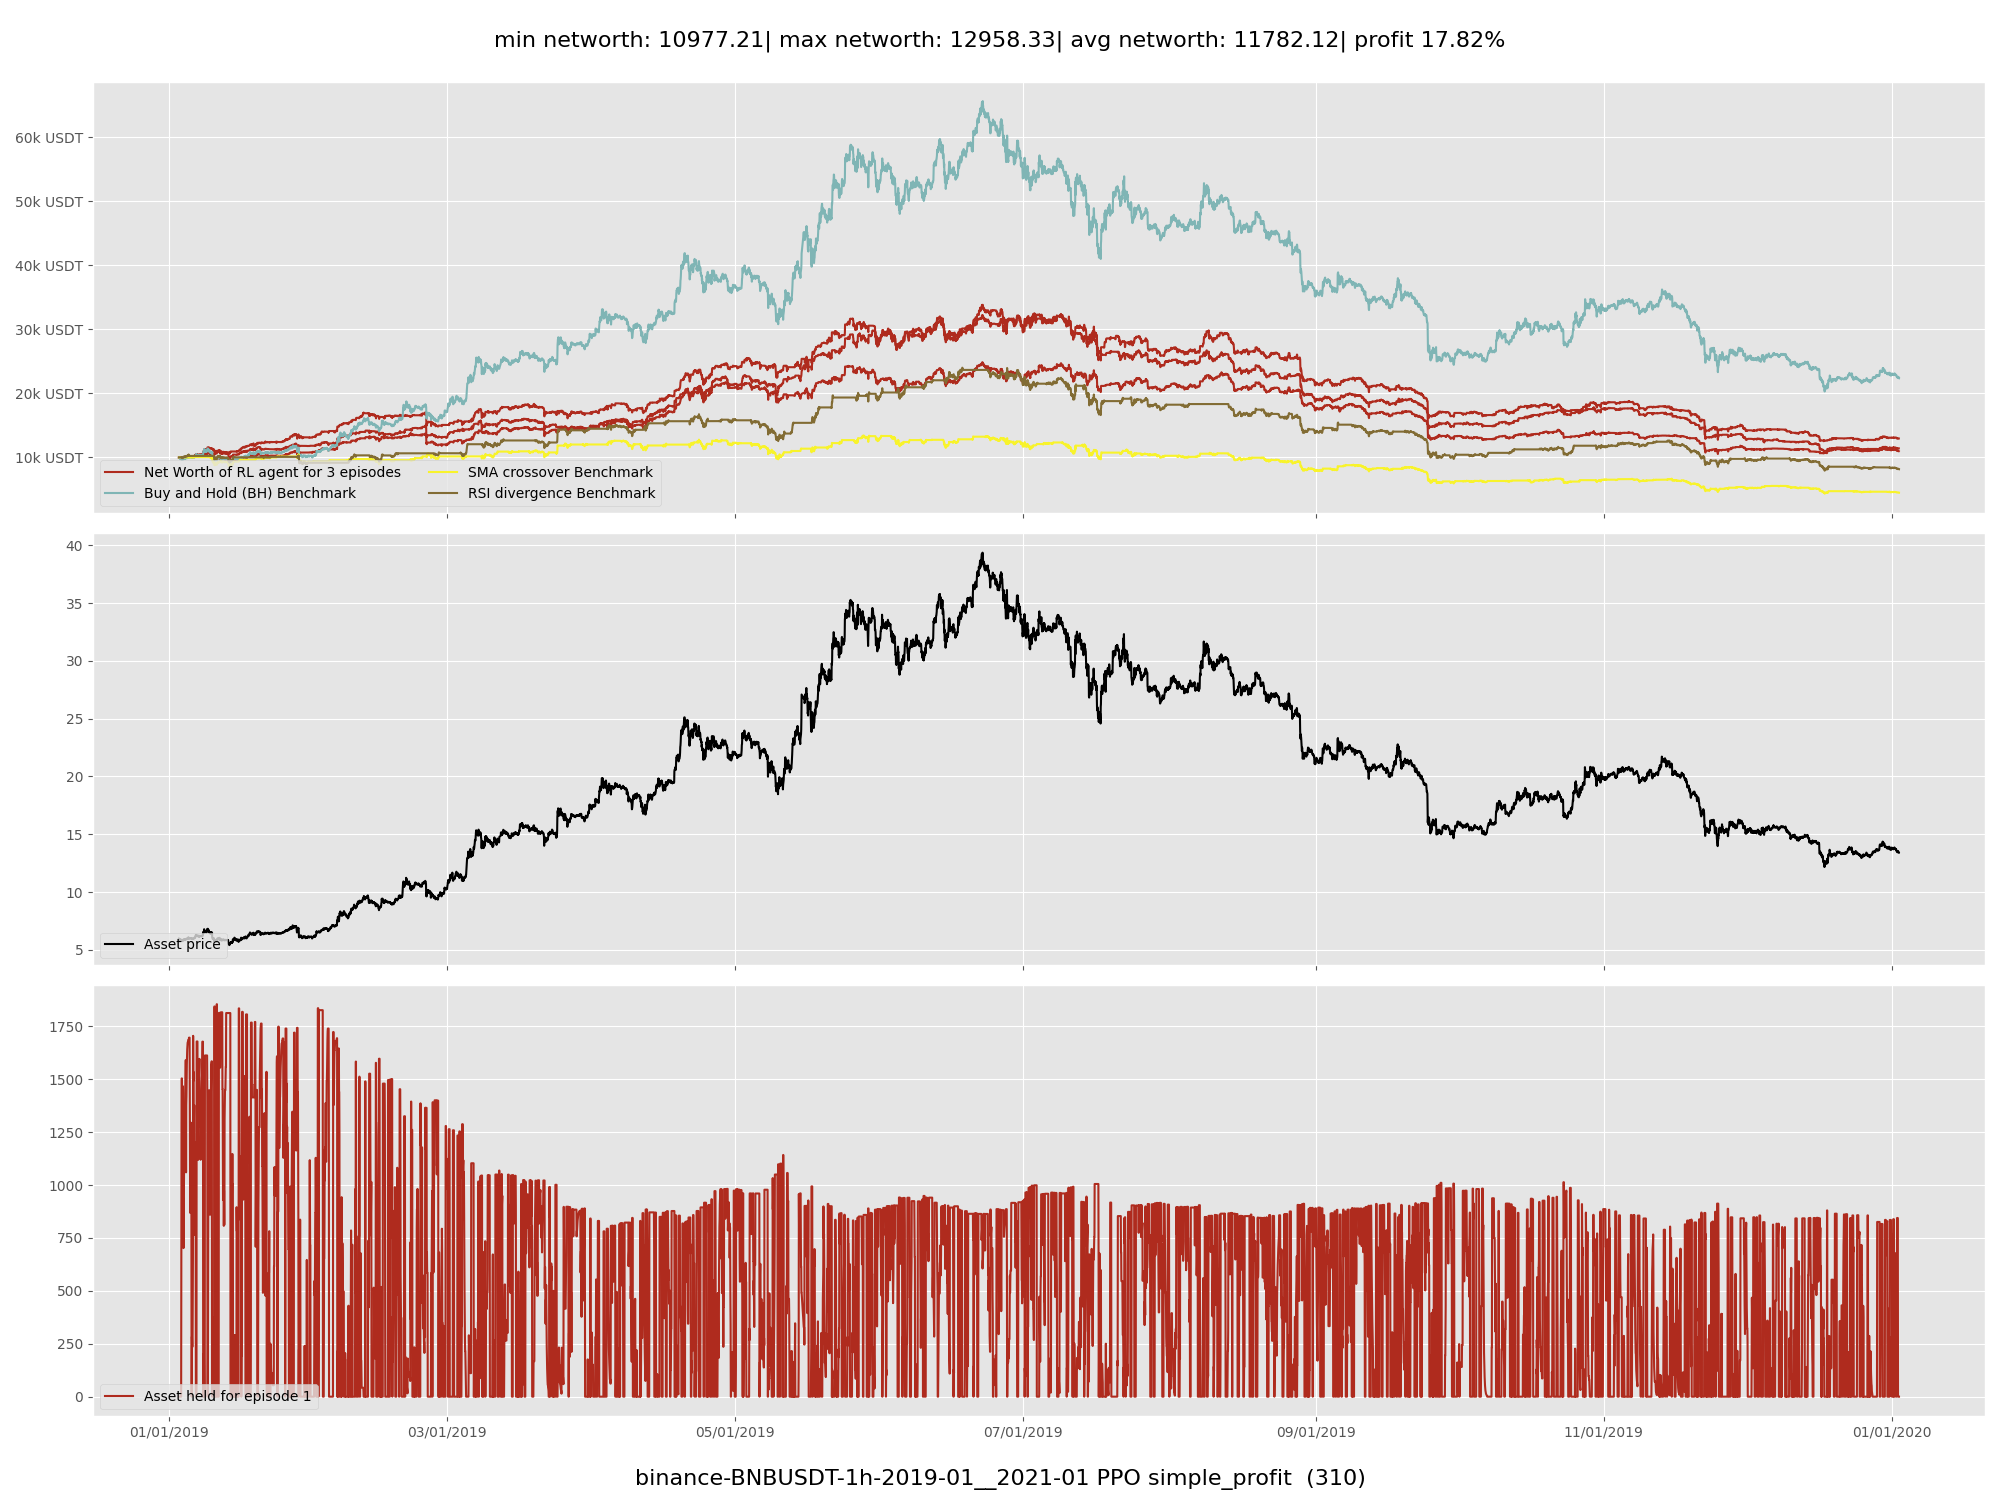 min networth: 10977.21| max networth: 12958.33| avg networth: 11782.12| profit 17.82%
60k USDT
50k USDT
40k USDT
30k USDT
20k USDT
10k USDT
Net Worth of RL agent for 3 episodes
Buy and Hold (BH) Benchmark
SMA crossover Benchmark
RSI divergence Benchmark
40
35
30
25
20
15
10
5
Asset price
1750
1500
1250
1000
750
500
250
0
Asset held for episode 1
01/01/2019 03/01/2019 05/01/2019 07/01/2019 09/01/2019 11/01/2019 01/01/2020
binance-BNBUSDT-1h-2019-01__2021-01 PPO simple_profit (310)